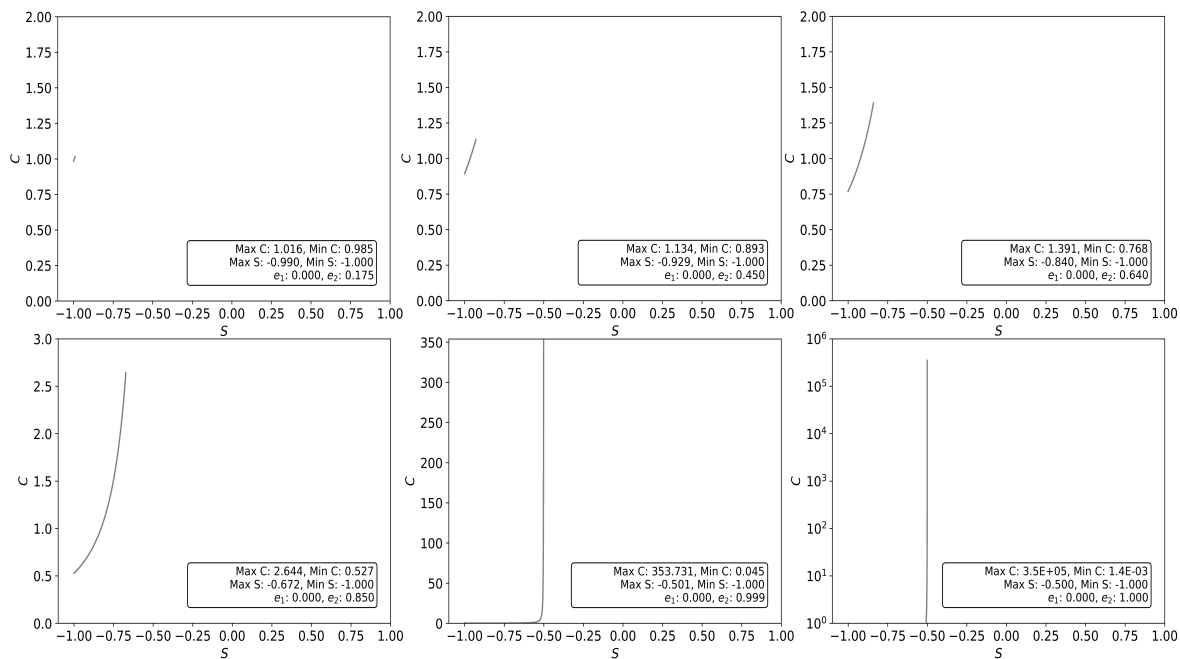 2.00
1.75
1.50
1.25
C 1.00
0.75
0.50
0.25
0.00
Max C: 1.016, Min C: 0.985
Max S: -0.990, Min S: -1.000
e₁: 0.000, e₂: 0.175
−1.00 −0.75 −0.50 −0.25 0.00 0.25 0.50 0.75 1.00
S
2.00
1.75
1.50
1.25
C 1.00
0.75
0.50
0.25
0.00
Max C: 1.134, Min C: 0.893
Max S: -0.929, Min S: -1.000
e₁: 0.000, e₂: 0.450
−1.00 −0.75 −0.50 −0.25 0.00 0.25 0.50 0.75 1.00
S
2.00
1.75
1.50
1.25
C 1.00
0.75
0.50
0.25
0.00
Max C: 1.391, Min C: 0.768
Max S: -0.840, Min S: -1.000
e₁: 0.000, e₂: 0.640
−1.00 −0.75 −0.50 −0.25 0.00 0.25 0.50 0.75 1.00
S
3.0
2.5
2.0
C 1.5
1.0
0.5
0.0
Max C: 2.644, Min C: 0.527
Max S: -0.672, Min S: -1.000
e₁: 0.000, e₂: 0.850
−1.00 −0.75 −0.50 −0.25 0.00 0.25 0.50 0.75 1.00
S
350
300
250
200
C
150
100
50
0
Max C: 353.731, Min C: 0.045
Max S: -0.501, Min S: -1.000
e₁: 0.000, e₂: 0.999
−1.00 −0.75 −0.50 −0.25 0.00 0.25 0.50 0.75 1.00
S
10⁶
10⁵
10⁴
C 10³
10²
10¹
10⁰
Max C: 3.5E+05, Min C: 1.4E-03
Max S: -0.500, Min S: -1.000
e₁: 0.000, e₂: 1.000
−1.00 −0.75 −0.50 −0.25 0.00 0.25 0.50 0.75 1.00
S